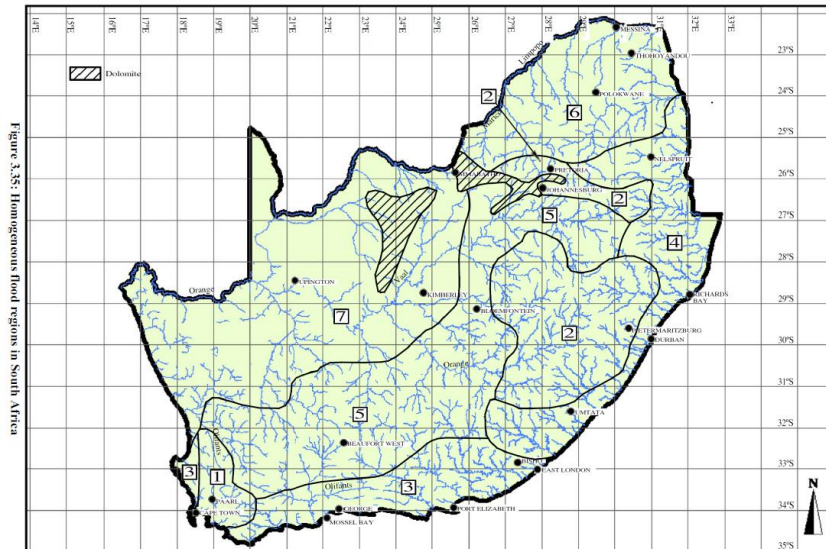 Figure 3.35: Homogeneous flood regions in South Africa
14°E
15°E
16°E
17°E
18°E
19°E
20°E
21°E
22°E
23°E
24°E
25°E
26°E
27°E
28°E
29°E
30°E
31°E
32°E
33°E
Dolomite
Limpopo
MESSINA
THOHOYANDOU
23°S
2
POLOKWANE
24°S
6
25°S
NELSPRUIT
PRETORIA
26°S
JOHANNESBURG
2
5
27°S
4
28°S
Orange
UPINGTON
Vaal
KIMBERLEY
RICHARDS
BAY
29°S
7
BLOEMFONTEIN
2
PIETERMARITZBURG
DURBAN
30°S
Orange
31°S
5
UMTATA
32°S
Olifants
BEAUFORT WEST
3
1
33°S
EAST LONDON
Olifants
3
PAARL
34°S
CAPE TOWN
GEORGE
PORT ELIZABETH
MOSSEL BAY
N
35°S